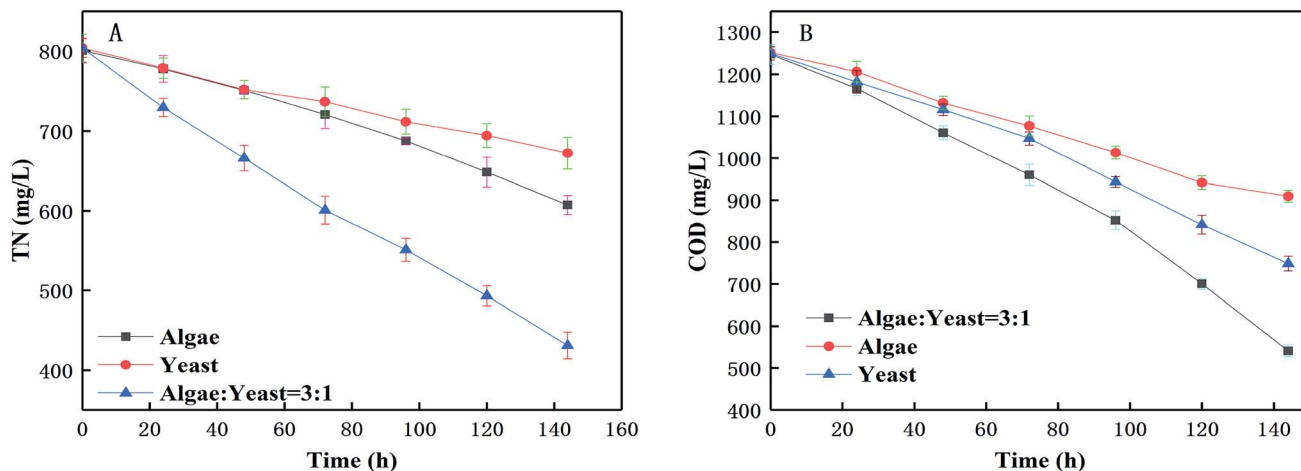 A
TN (mg/L)
800
700
600
500
400
Algae
Yeast
Algae:Yeast=3:1
0 20 40 60 80 100 120 140 160
Time (h)
B
COD (mg/L)
1300
1200
1100
1000
900
800
700
600
500
400
Algae:Yeast=3:1
Algae
Yeast
0 20 40 60 80 100 120 140
Time (h)